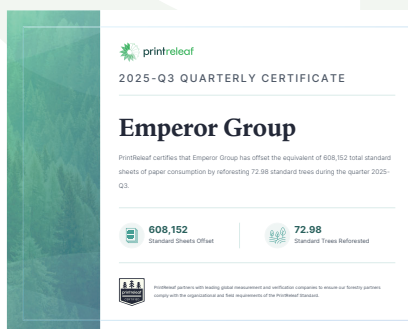 printreleaf
2025-Q3 QUARTERLY CERTIFICATE
Emperor Group
PrintReleaf certifies that Emperor Group has offset the equivalent of 608,152 total standard
sheets of paper consumption by reforesting 72.98 standard trees during the quarter 2025-
Q3.
608,152
Standard Sheets Offset
72.98
Standard Trees Reforested
PrintReleaf partners with leading global measurement and verification companies to ensure our forestry partners
comply with the organizational and field requirements of the PrintReleaf Standard.
printreleaf
CERTIFIED